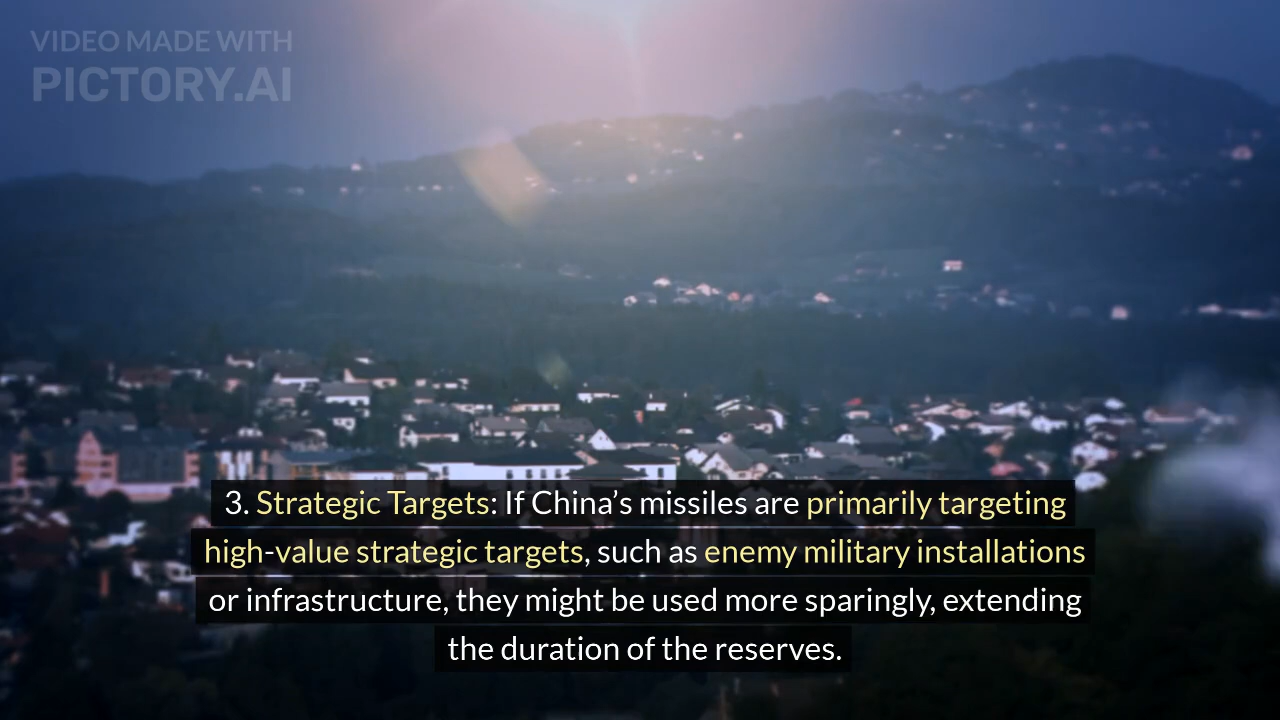 VIDEO MADE WITH
PICTORY.AI
3. Strategic Targets: If China’s missiles are primarily targeting
high-value strategic targets, such as enemy military installations
or infrastructure, they might be used more sparingly, extending
the duration of the reserves.